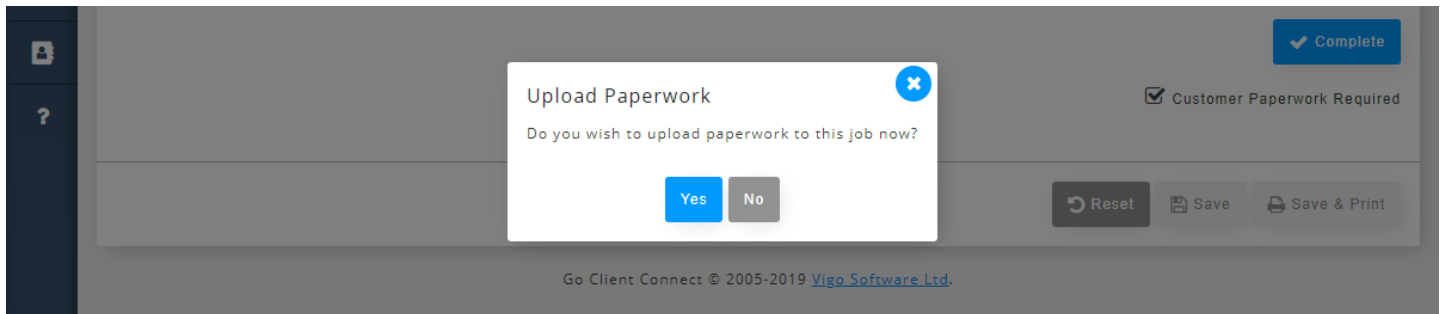 Complete
Upload Paperwork
Customer Paperwork Required
?
Do you wish to upload paperwork to this job now?
Yes No
Reset Save Save & Print
Go Client Connect © 2005-2019 Vigo Software Ltd.